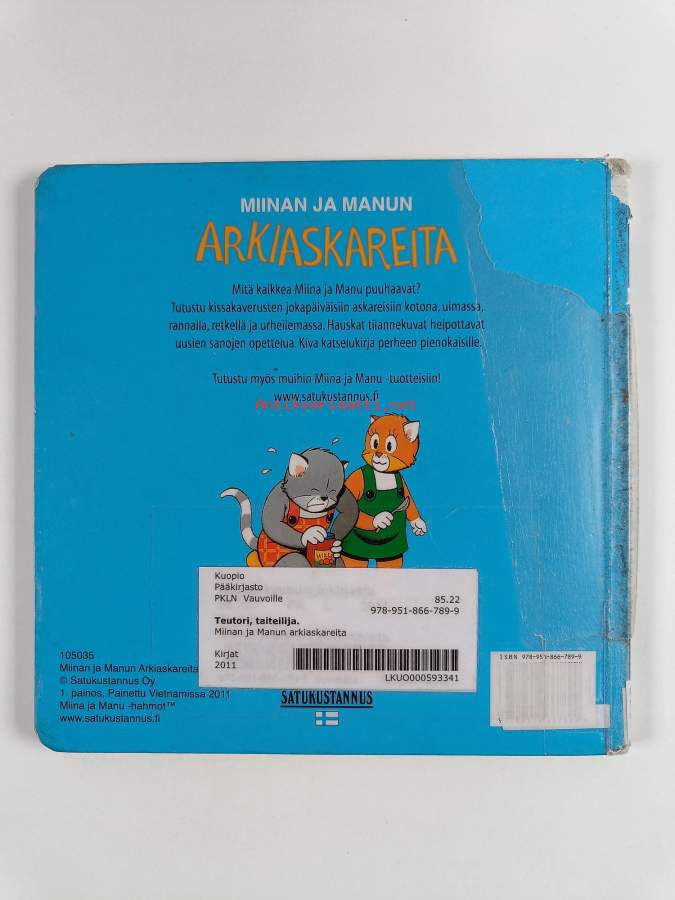 MIINAN JA MANUN
ARKIASKAREITA
Mitä kaikkea Miina ja Manu puuhaavat?
Tutustu kissakaverusten jokapäiväisiin askareisiin kotona, uimassa,
rannalla, retkellä ja urheilemassa. Hauskat tilannekuvat helpottavat
uusien sanojen opettelua. Kiva katselukirja perheen pienokaisille.
Tutustu myös muihin Miina ja Manu -tuotteisiin!
www.satukustannus.fi
Antikvariaatti.net
Kuopio
Pääkirjasto
PKLN Vauvoille 85.22
978-951-866-789-9
Teutori, taiteilija.
Miinan ja Manun arkiaskareita
Kirjat
2011
LKUO000593341
105035
Miinan ja Manun Arkiaskareita
© Satukustannus Oy
1. painos, Painettu Vietnamissa 2011
Miina ja Manu -hahmot™
www.satukustannus.fi
SATUKUSTANNUS
ISBN 978-951-866-789-9